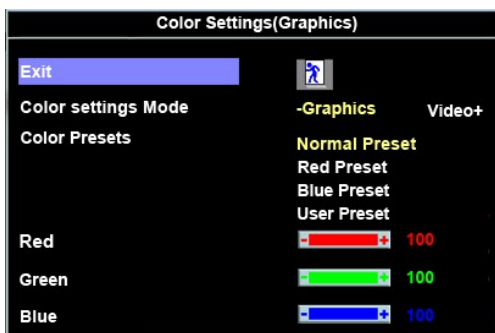 Color Settings(Graphics)
Exit
Color settings Mode -Graphics Video+
Color Presets Normal Preset
Red Preset
Blue Preset
User Preset
Red - + 100
Green - + 100
Blue - + 100